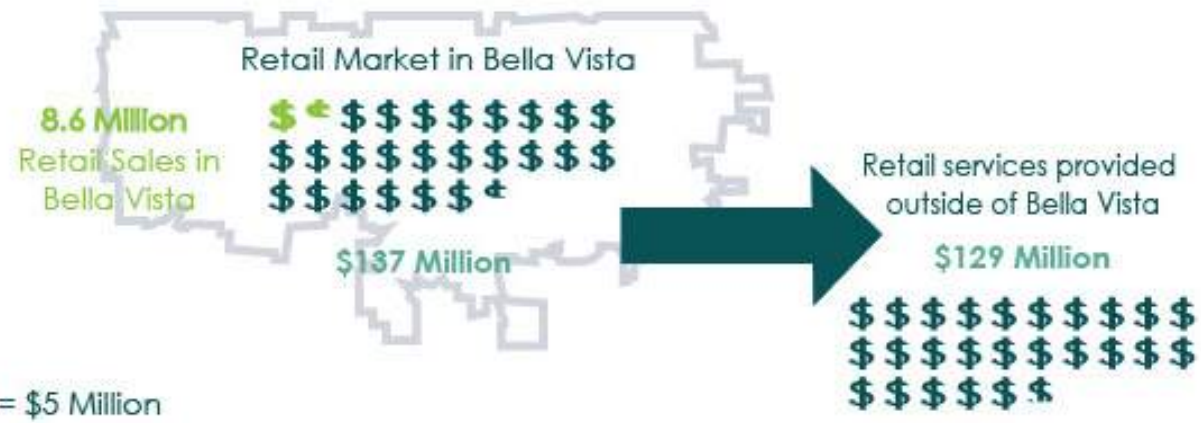 Retail Market in Bella Vista
8.6 Million
Retail Sales in
Bella Vista
$137 Million
Retail services provided
outside of Bella Vista
$129 Million
= $5 Million